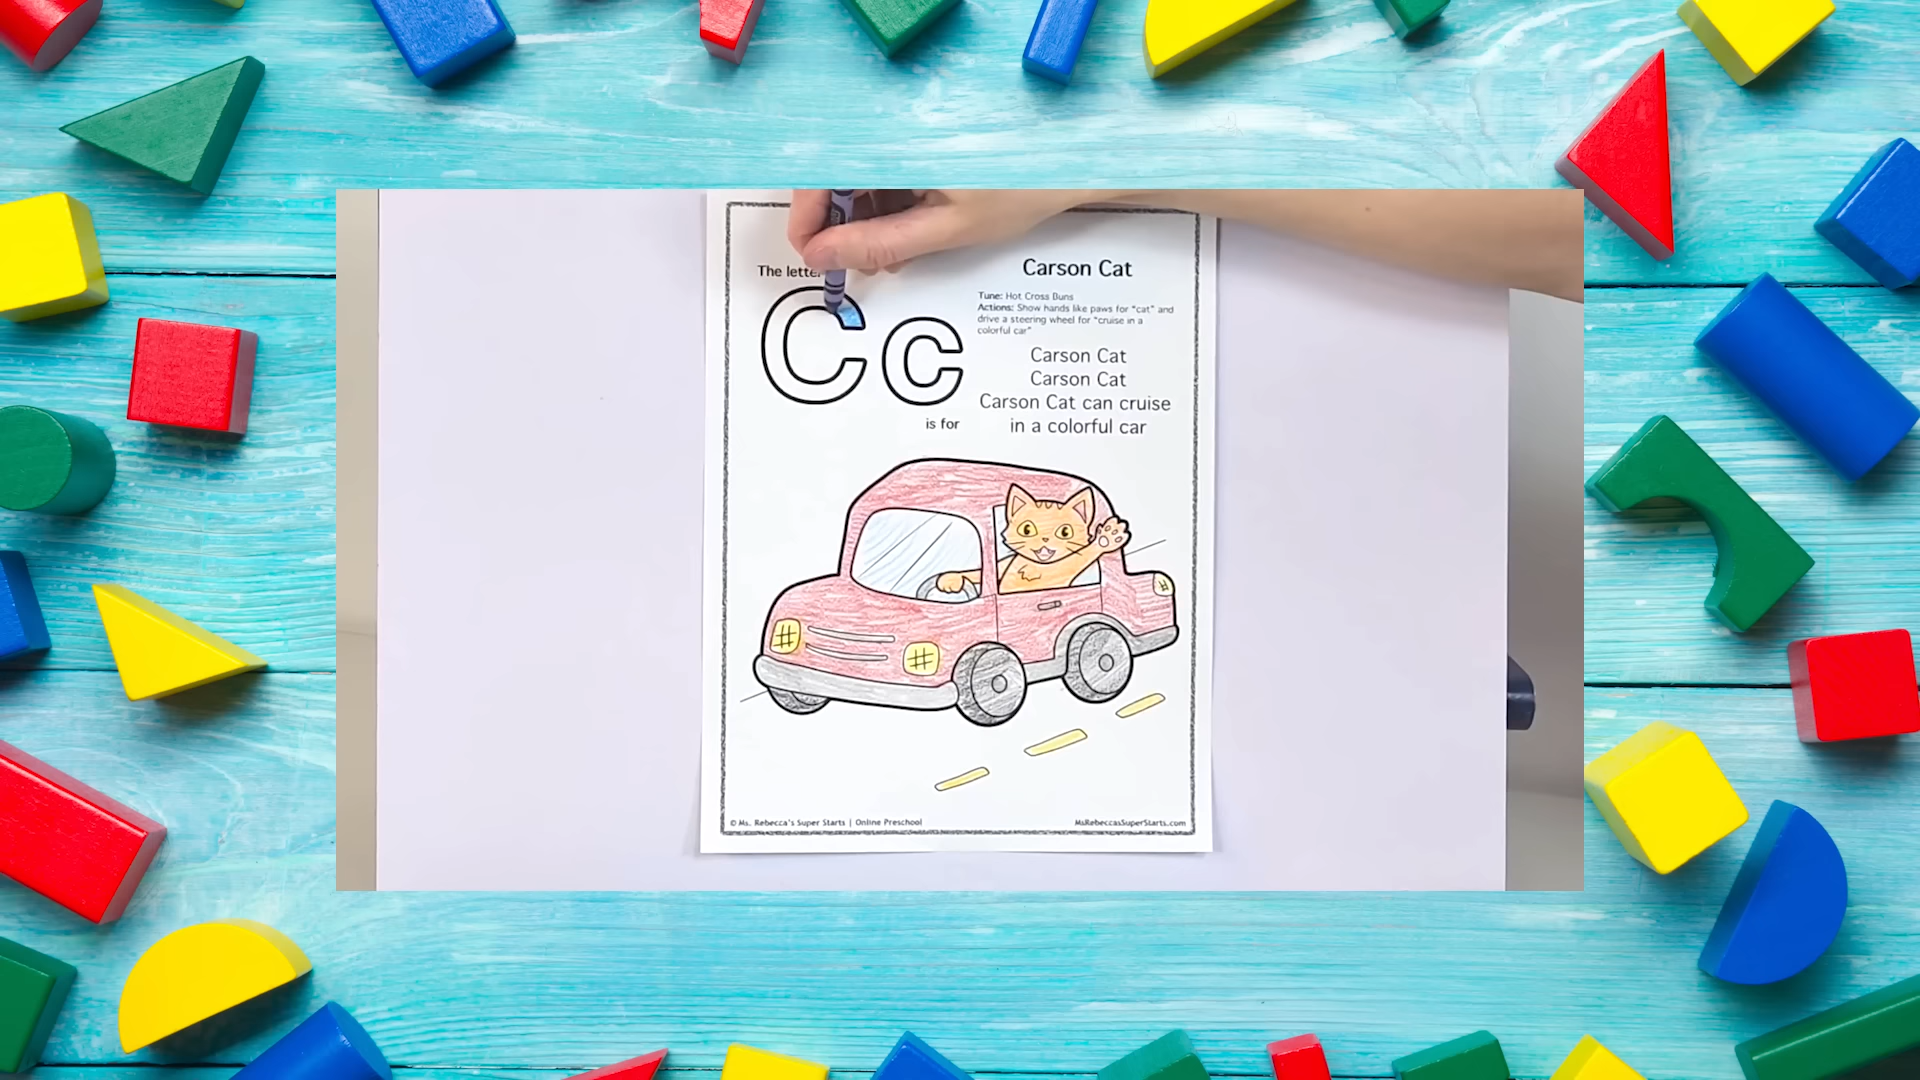 The letter
Cc
is for
Carson Cat
Tune: Hot Cross Buns
Actions: Show hands like paws for "cat" and
drive a steering wheel for "cruise in a
colorful car"
Carson Cat
Carson Cat
Carson Cat can cruise
in a colorful car
© Ms. Rebecca's Super Starts | Online Preschool
MsRebeccasSuperStarts.com